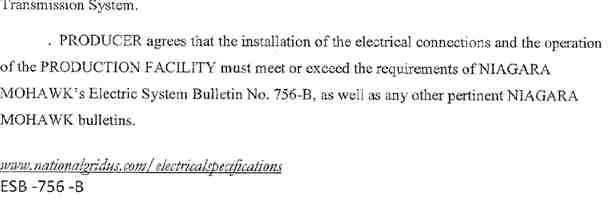 Transmission System.
. PRODUCER agrees that the installation of the electrical connections and the operation
of the PRODUCTION FACILITY must meet or exceed the requirements of NIAGARA
MOHAWK's Electric System Bulletin No. 756-B, as well as any other pertinent NIAGARA
MOHAWK bulletins.
www.nationalgridus.com/electricalspecifications
ESB -756 -B